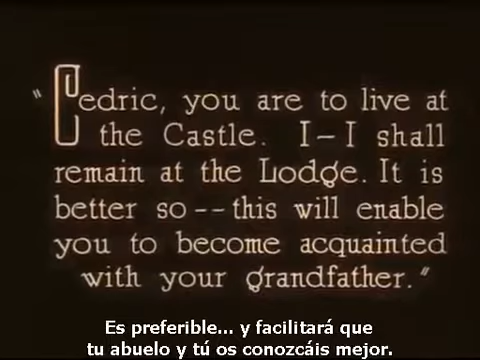 "Cedric, you are to live at
the Castle. I-I shall
remain at the Lodge. It is
better so--this will enable
you to become acquainted
with your grandfather."
Es preferible... y facilitará que
tu abuelo y tú os conozcáis mejor.